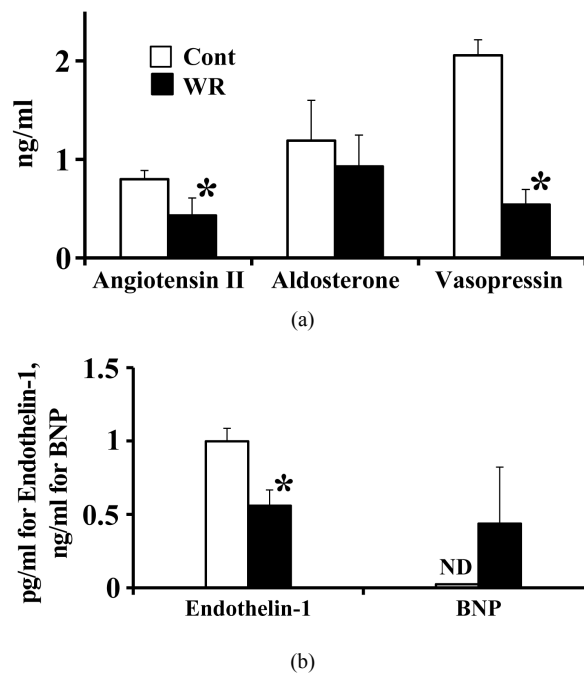 Cont
WR
ng/ml
2
1
0
*
*
Angiotensin II Aldosterone Vasopressin
(a)
pg/ml for Endothelin-1,
ng/ml for BNP
1.5
1
0.5
0
*
ND
Endothelin-1 BNP
(b)